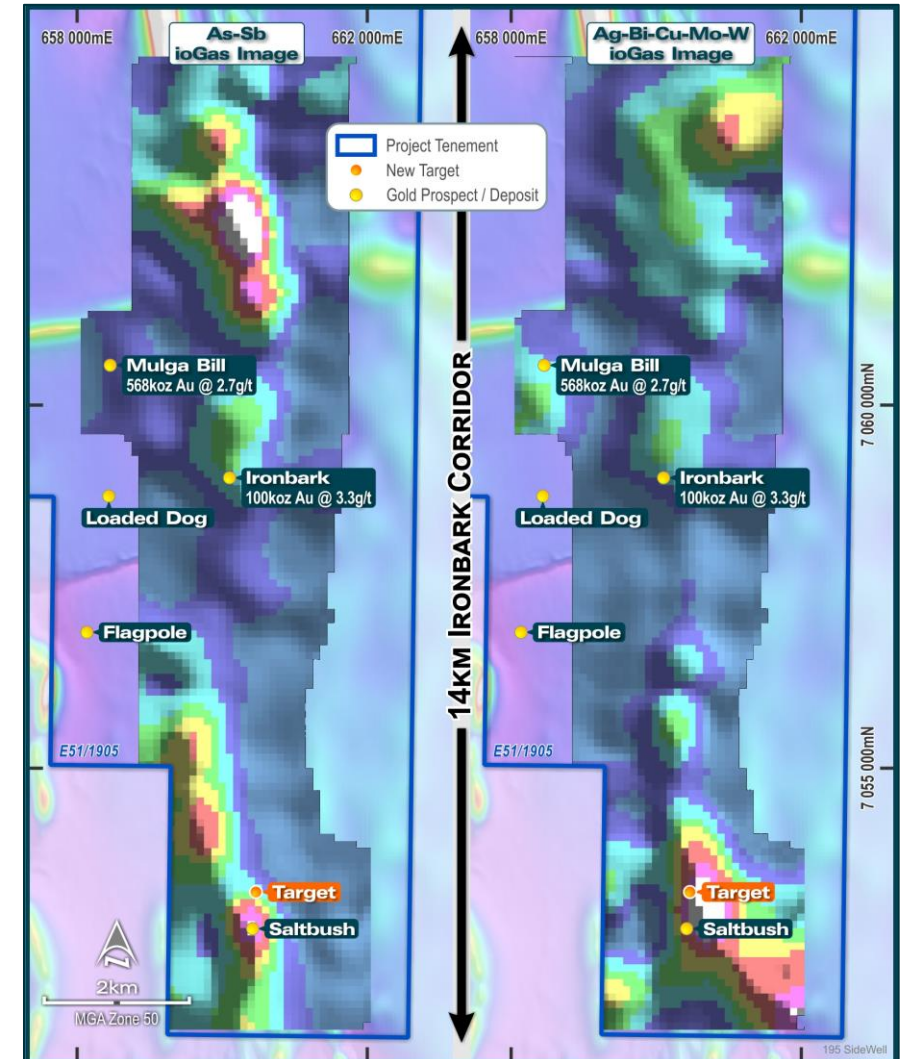 658 000mE
As-Sb
ioGas Image
662 000mE
658 000mE
Ag-Bi-Cu-Mo-W
ioGas Image
662 000mE
Project Tenement
New Target
Gold Prospect / Deposit
14KM IRONBARK CORRIDOR
Mulga Bill
568koz Au @ 2.7g/t
Ironbark
100koz Au @ 3.3g/t
Loaded Dog
Flagpole
E51/1905
Target
Saltbush
2km
MGA Zone 50
Mulga Bill
568koz Au @ 2.7g/t
Ironbark
100koz Au @ 3.3g/t
Loaded Dog
Flagpole
E51/1905
Target
Saltbush
7 060 000mN
7 055 000mN
195 SideWell